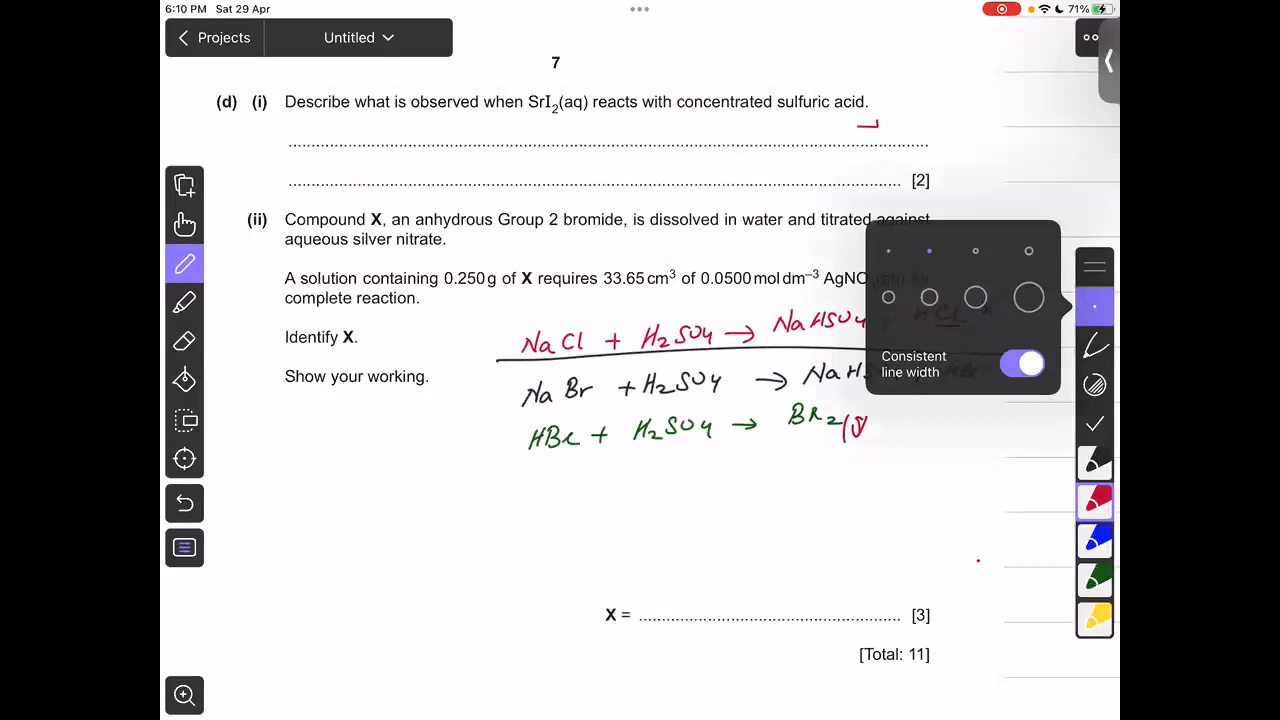 6:10 PM Sat 29 Apr
71%
Projects
Untitled
7
(d) (i) Describe what is observed when SrI₂(aq) reacts with concentrated sulfuric acid.
[2]
(ii) Compound X, an anhydrous Group 2 bromide, is dissolved in water and titrated against
aqueous silver nitrate.
A solution containing 0.250 g of X requires 33.65 cm³ of 0.0500 mol dm⁻³ AgNO
complete reaction.
Identify X.
Show your working.
NaCl + H₂SO₄ → NaHSO₄ + HCl
NaBr + H₂SO₄ → NaH
HBr + H₂SO₄ → Br₂
Consistent
line width
X = [3]
[Total: 11]